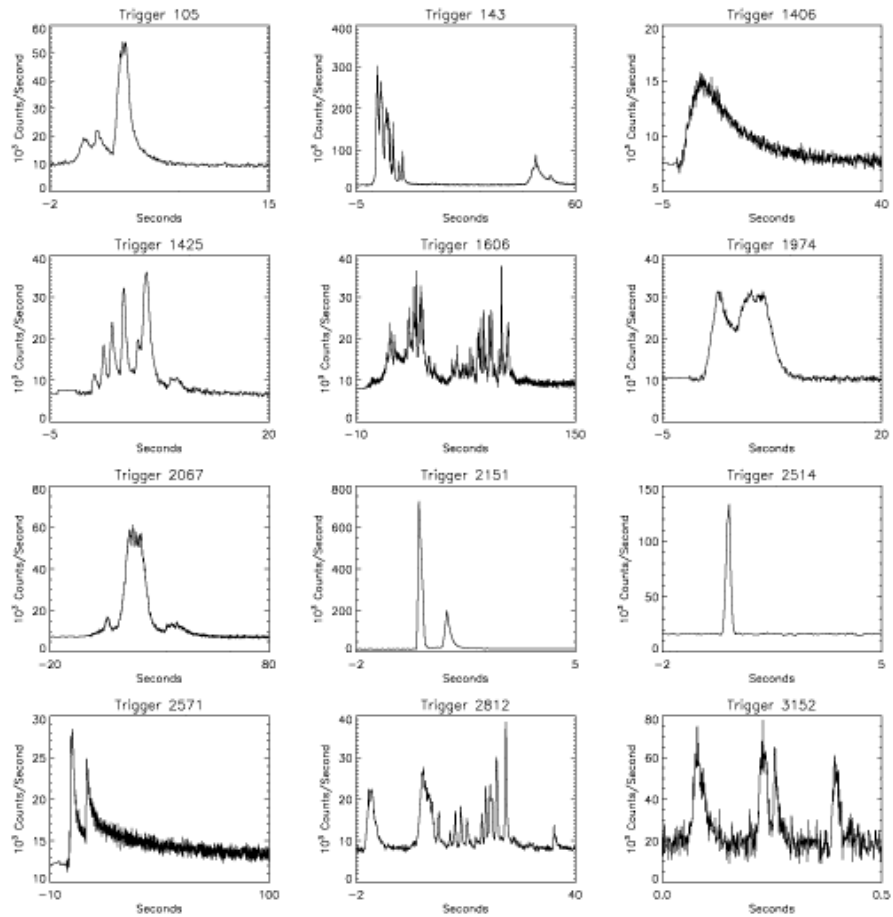 Trigger 105
60
50
40
30
20
10
0
10³ Counts/Second
-2
15
Seconds
Trigger 143
400
300
200
100
0
10³ Counts/Second
-5
60
Seconds
Trigger 1406
20
15
10
5
10³ Counts/Second
-5
40
Seconds
Trigger 1425
40
30
20
10
0
10³ Counts/Second
-5
20
Seconds
Trigger 1606
40
30
20
10
0
10³ Counts/Second
-10
150
Seconds
Trigger 1974
40
30
20
10
0
10³ Counts/Second
-5
20
Seconds
Trigger 2067
80
60
40
20
0
10³ Counts/Second
-20
80
Seconds
Trigger 2151
800
600
400
200
0
10³ Counts/Second
-2
5
Seconds
Trigger 2514
150
100
50
0
10³ Counts/Second
-2
5
Seconds
Trigger 2571
30
25
20
15
10
10³ Counts/Second
-10
100
Seconds
Trigger 2812
40
30
20
10
0
10³ Counts/Second
-2
40
Seconds
Trigger 3152
80
60
40
20
0
10³ Counts/Second
0.0
0.5
Seconds